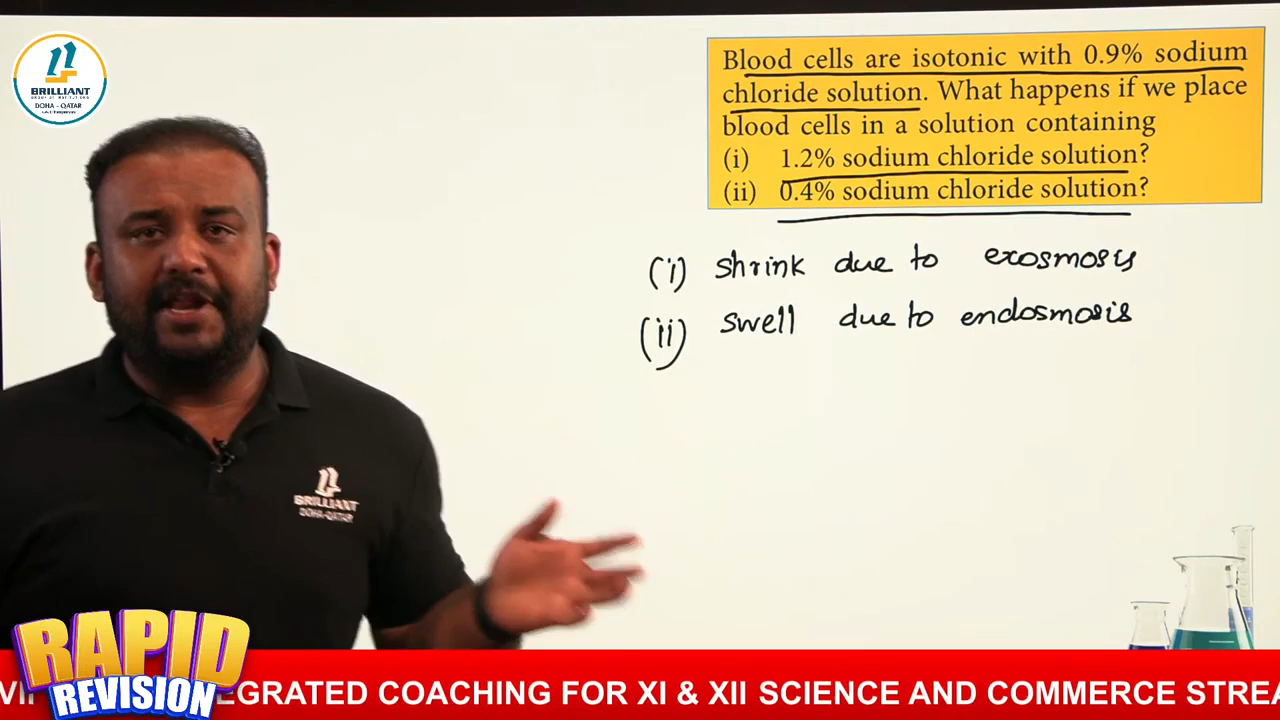 BRILLIANT
GROUP OF INSTITUTIONS
DOHA - QATAR
Blood cells are isotonic with 0.9% sodium
chloride solution. What happens if we place
blood cells in a solution containing
(i) 1.2% sodium chloride solution?
(ii) 0.4% sodium chloride solution?
(i) shrink due to exosmosis
(ii) swell due to endosmosis
BRILLIANT
DOHA-QATAR
RAPID
REVISION
EGRATED COACHING FOR XI & XII SCIENCE AND COMMERCE STREA